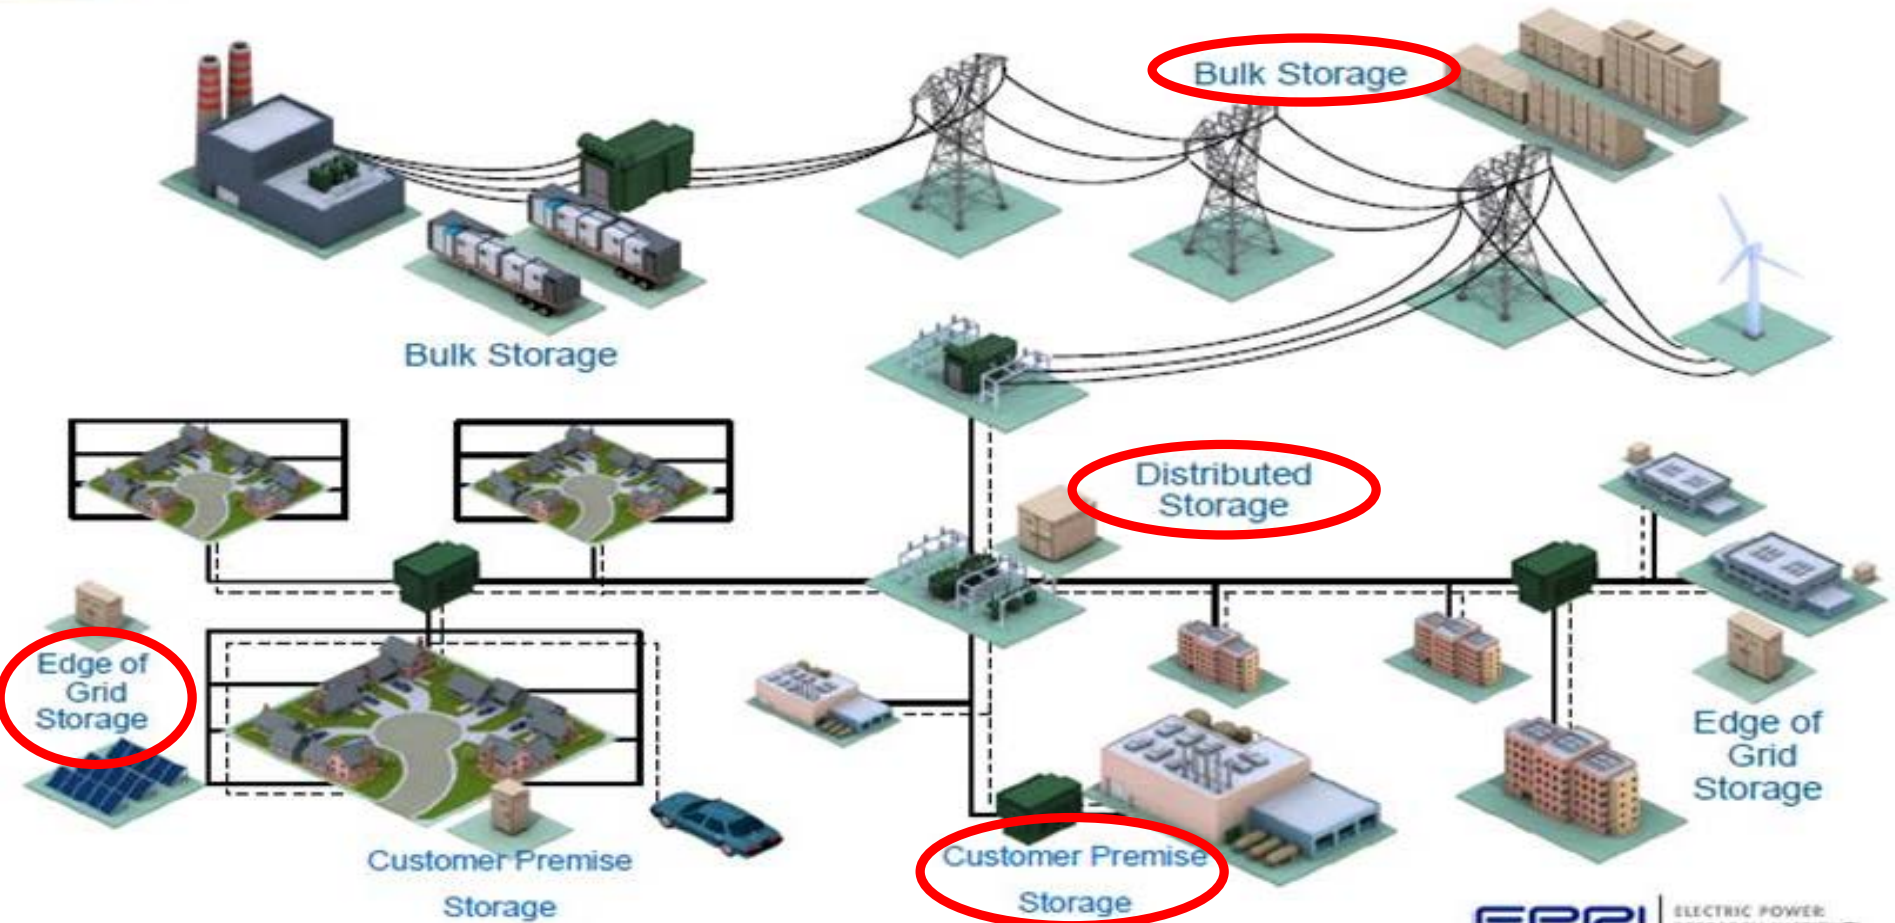 Bulk Storage
Bulk Storage
Distributed
Storage
Edge of
Grid
Storage
Edge of
Grid
Storage
Customer Premise
Storage
Customer Premise
Storage
ELECTRIC POWER